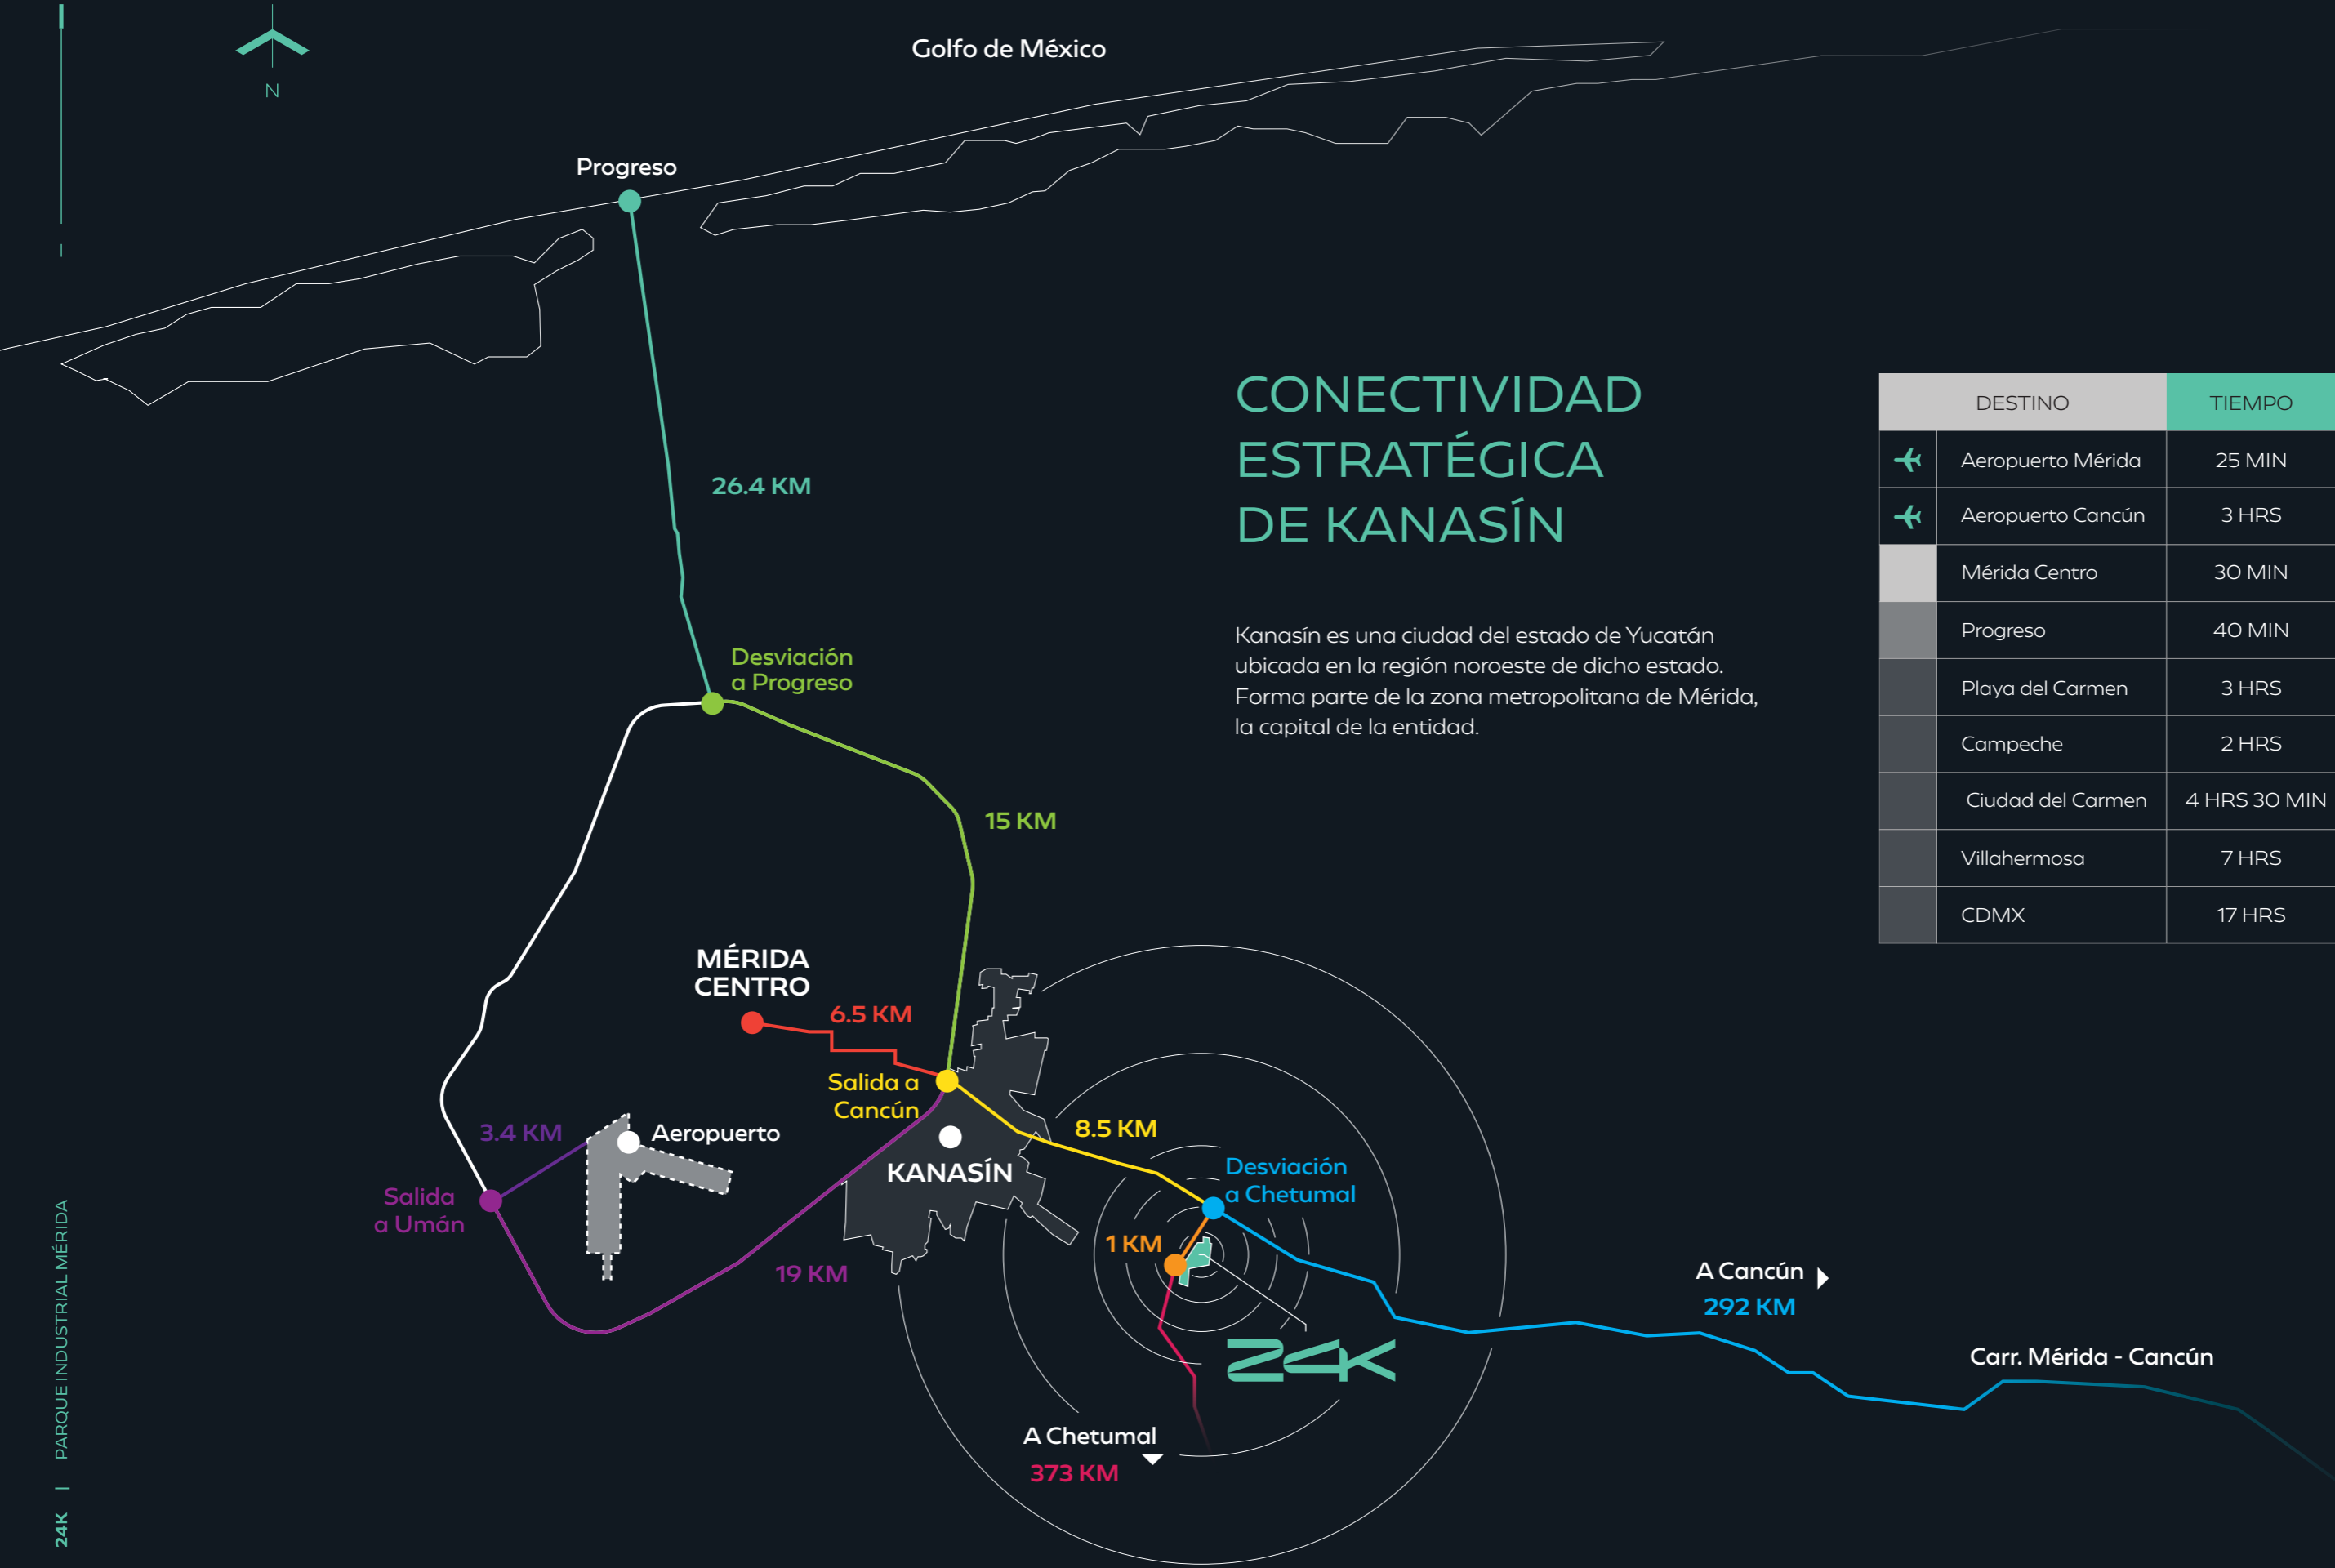 N
Golfo de México
Progreso
26.4 KM
CONECTIVIDAD
ESTRATÉGICA
DE KANASÍN
Kanasín es una ciudad del estado de Yucatán
ubicada en la región noroeste de dicho estado.
Forma parte de la zona metropolitana de Mérida,
la capital de la entidad.
DESTINO TIEMPO
Aeropuerto Mérida 25 MIN
Aeropuerto Cancún 3 HRS
Mérida Centro 30 MIN
Progreso 40 MIN
Playa del Carmen 3 HRS
Campeche 2 HRS
Ciudad del Carmen 4 HRS 30 MIN
Villahermosa 7 HRS
CDMX 17 HRS
Desviación
a Progreso
15 KM
MÉRIDA
CENTRO
6.5 KM
Salida a
Cancún
3.4 KM
Aeropuerto
8.5 KM
KANASÍN
Desviación
a Chetumal
Salida
a Umán
1 KM
19 KM
A Cancún
292 KM
24K
Carr. Mérida - Cancún
A Chetumal
373 KM
24K | PARQUE INDUSTRIAL MÉRIDA